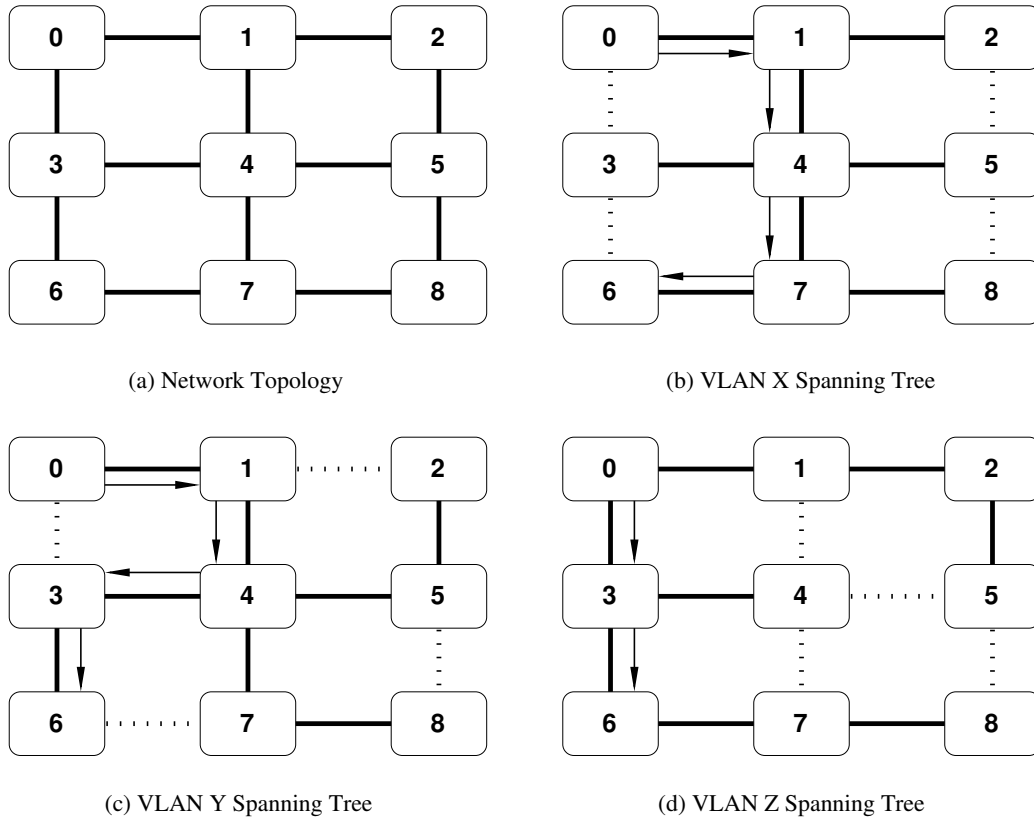 0 1 2 0 1 2
3 4 5 3 4 5
6 7 8 6 7 8
(a) Network Topology (b) VLAN X Spanning Tree
0 1 2 0 1 2
3 4 5 3 4 5
6 7 8 6 7 8
(c) VLAN Y Spanning Tree (d) VLAN Z Spanning Tree